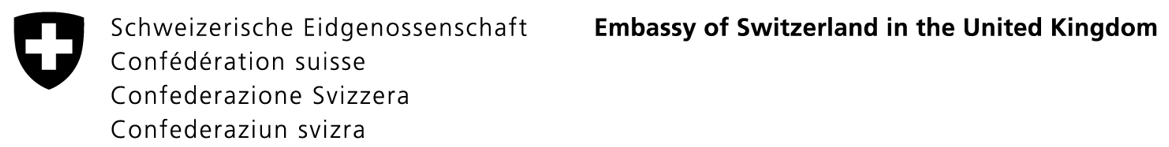 Schweizerische Eidgenossenschaft
Confédération suisse
Confederazione Svizzera
Confederaziun svizra
Embassy of Switzerland in the United Kingdom